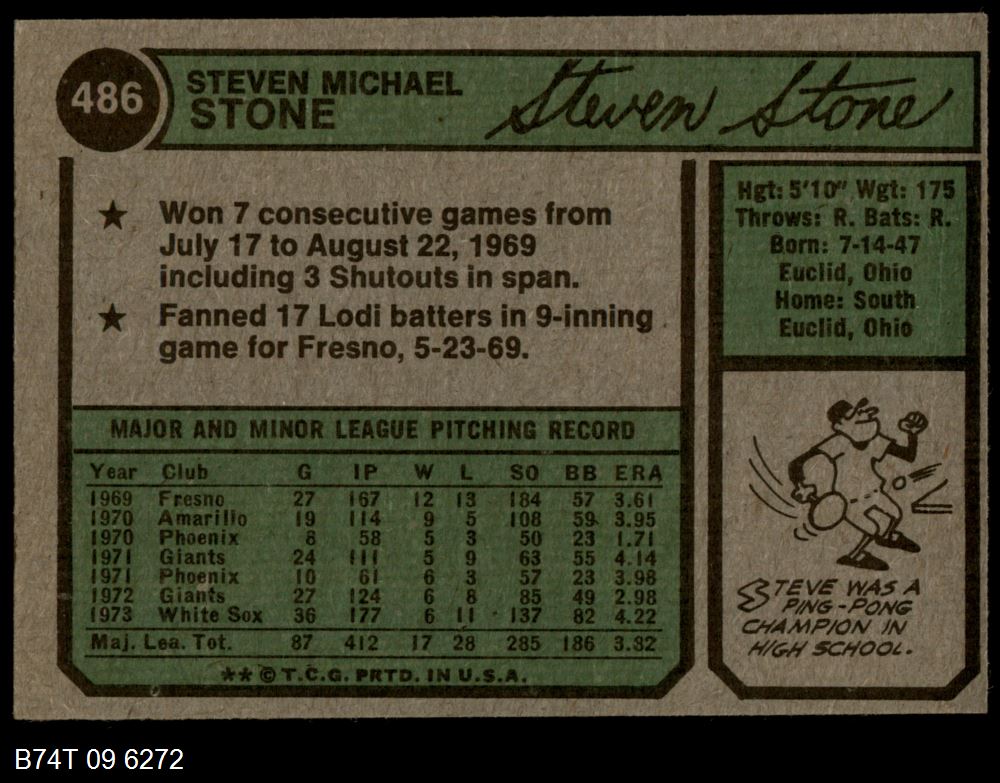 486
STEVEN MICHAEL
STONE
Steven Stone
★ Won 7 consecutive games from
July 17 to August 22, 1969
including 3 Shutouts in span.
★ Fanned 17 Lodi batters in 9-inning
game for Fresno, 5-23-69.
Hgt: 5'10" Wgt: 175
Throws: R. Bats: R.
Born: 7-14-47
Euclid, Ohio
Home: South
Euclid, Ohio
MAJOR AND MINOR LEAGUE PITCHING RECORD
Year Club G IP W L SO BB ERA
1969 Fresno 27 167 12 13 184 57 3.61
1970 Amarillo 19 114 9 5 108 59 3.95
1970 Phoenix 8 58 5 3 50 23 1.71
1971 Giants 24 111 5 9 63 55 4.14
1971 Phoenix 10 61 6 3 57 23 3.98
1972 Giants 27 124 6 8 85 49 2.98
1973 White Sox 36 177 6 11 137 82 4.22
Maj. Lea. Tot. 87 412 17 28 285 186 3.82
** © T.C.G. PRTD. IN U.S.A.
STEVE WAS A
PING-PONG
CHAMPION IN
HIGH SCHOOL.
B74T 09 6272